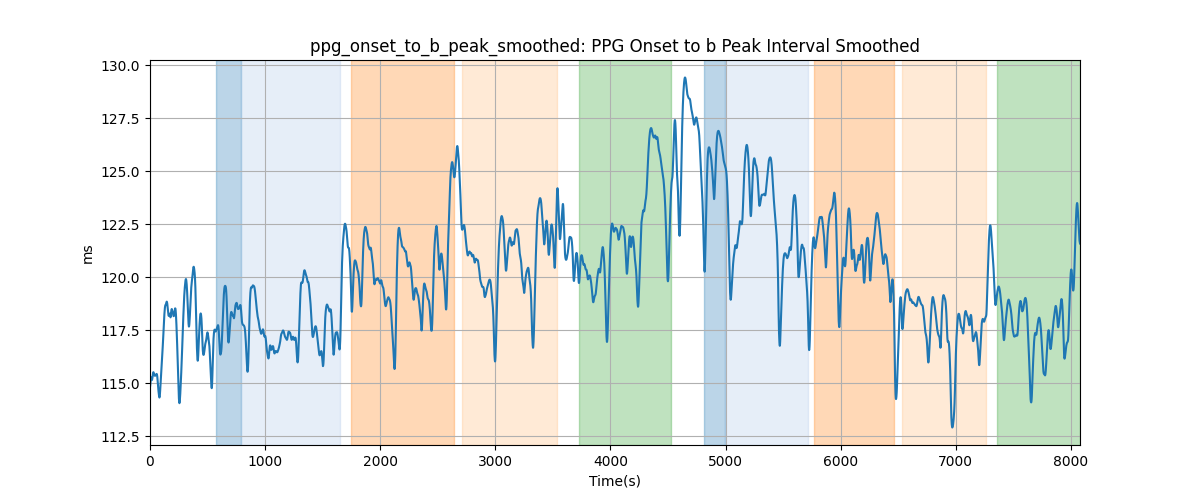 ppg_onset_to_b_peak_smoothed: PPG Onset to b Peak Interval Smoothed
130.0
127.5
125.0
122.5
120.0
117.5
115.0
112.5
ms
0 1000 2000 3000 4000 5000 6000 7000 8000
Time(s)